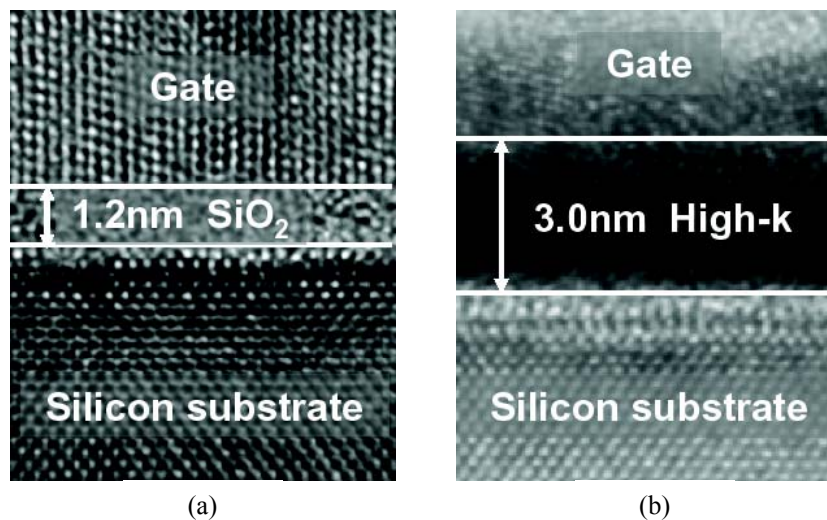 Gate
1.2nm SiO₂
Silicon substrate
(a)
Gate
3.0nm High-k
Silicon substrate
(b)